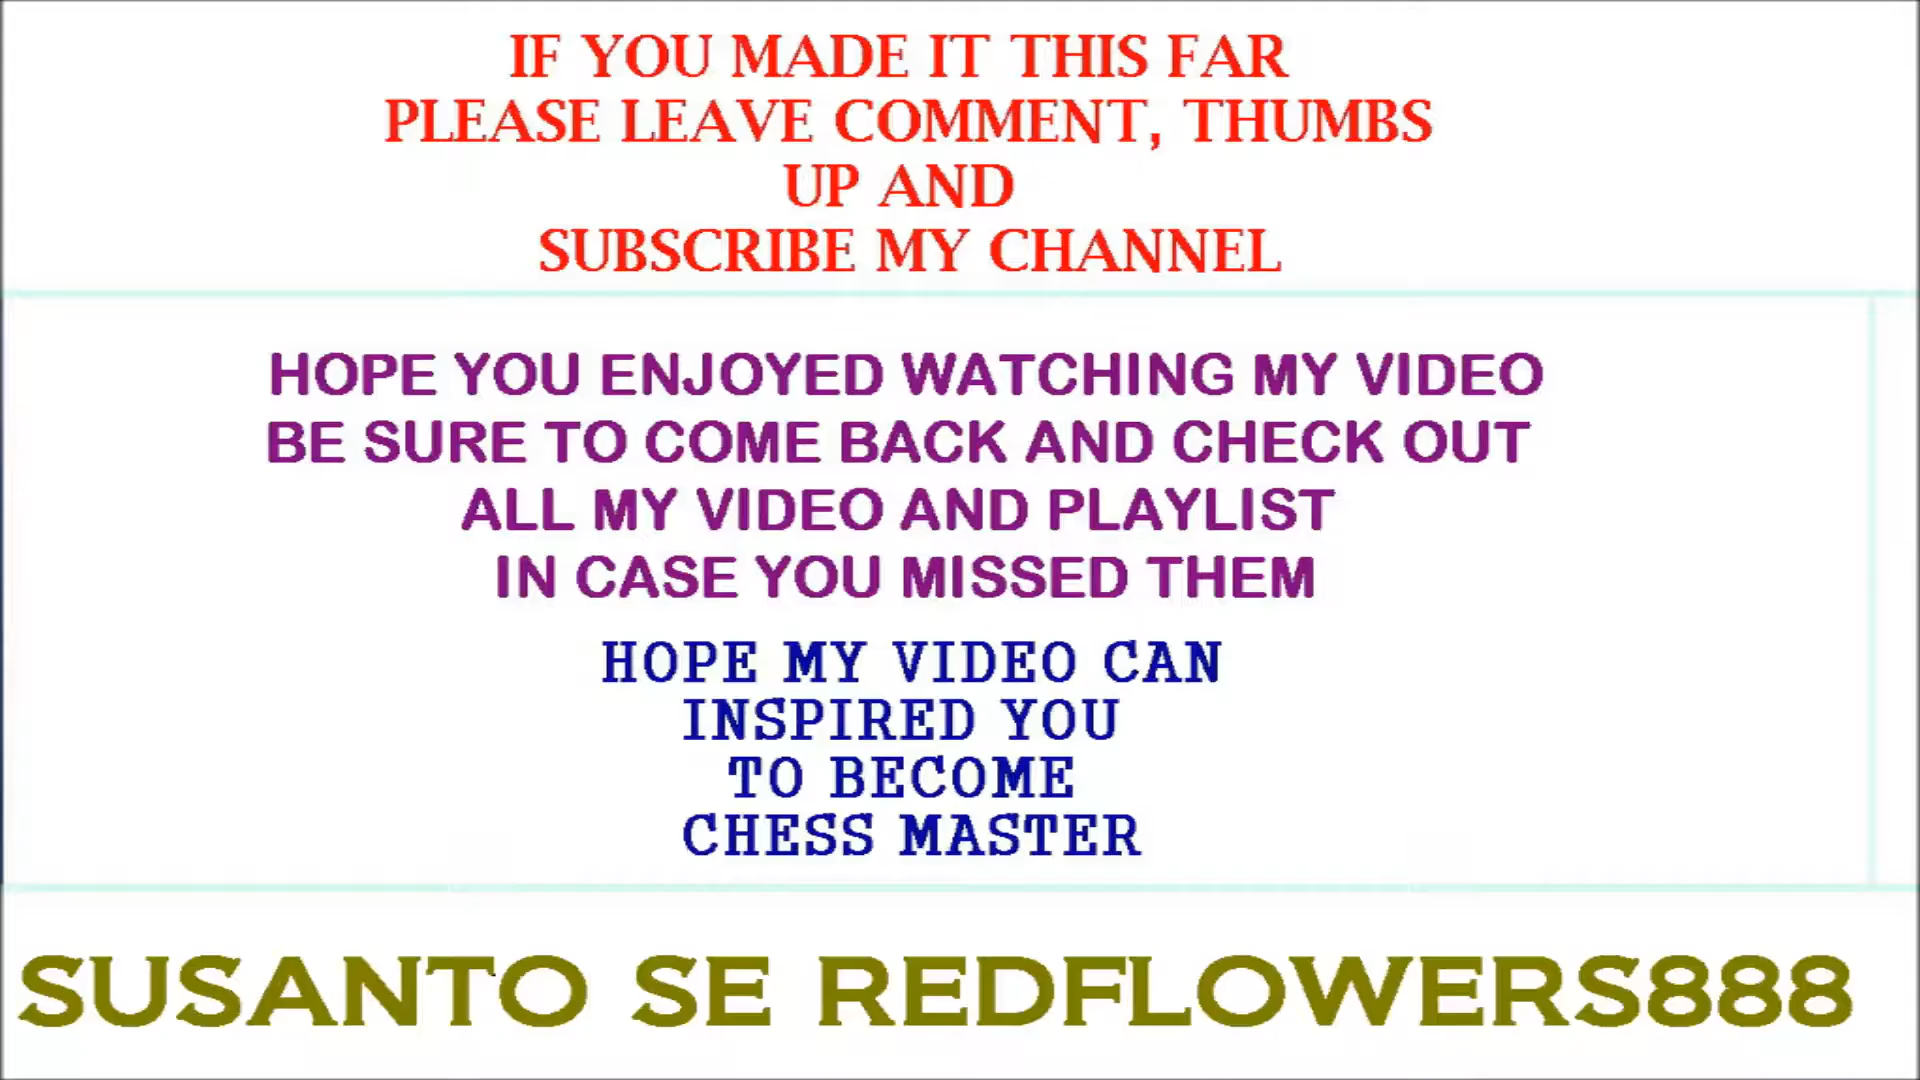 IF YOU MADE IT THIS FAR
PLEASE LEAVE COMMENT, THUMBS
UP AND
SUBSCRIBE MY CHANNEL
HOPE YOU ENJOYED WATCHING MY VIDEO
BE SURE TO COME BACK AND CHECK OUT
ALL MY VIDEO AND PLAYLIST
IN CASE YOU MISSED THEM
HOPE MY VIDEO CAN
INSPIRED YOU
TO BECOME
CHESS MASTER
SUSANTO SE REDFLOWERS888